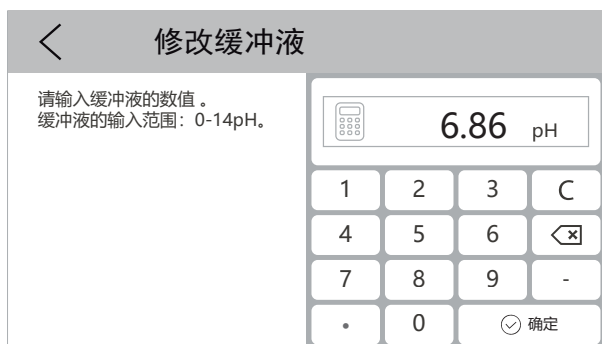 修改缓冲液
请输入缓冲液的数值 。
缓冲液的输入范围：0-14pH。
6.86 pH
1 2 3 C
4 5 6
7 8 9 -
• 0 确定